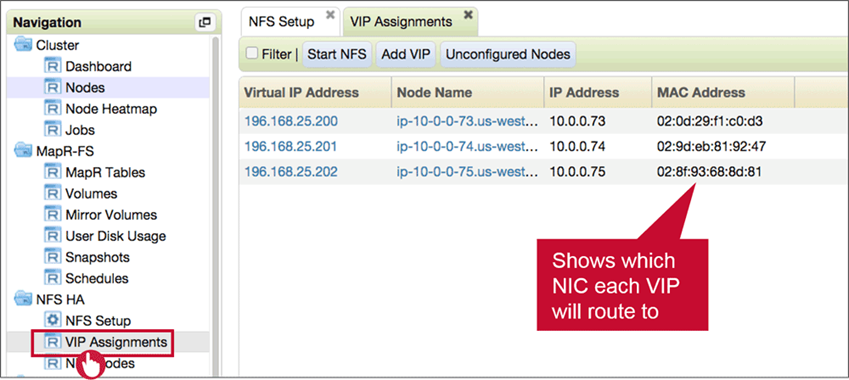 Navigation
Cluster
Dashboard
Nodes
Node Heatmap
Jobs
MapR-FS
MapR Tables
Volumes
Mirror Volumes
User Disk Usage
Snapshots
Schedules
NFS HA
NFS Setup
VIP Assignments
NFS Setup VIP Assignments
Filter | Start NFS Add VIP Unconfigured Nodes
Virtual IP Address Node Name IP Address MAC Address
196.168.25.200 ip-10-0-0-73.us-west... 10.0.0.73 02:0d:29:f1:c0:d3
196.168.25.201 ip-10-0-0-74.us-west... 10.0.0.74 02:9d:eb:81:92:47
196.168.25.202 ip-10-0-0-75.us-west... 10.0.0.75 02:8f:93:68:8d:81
Shows which
NIC each VIP
will route to